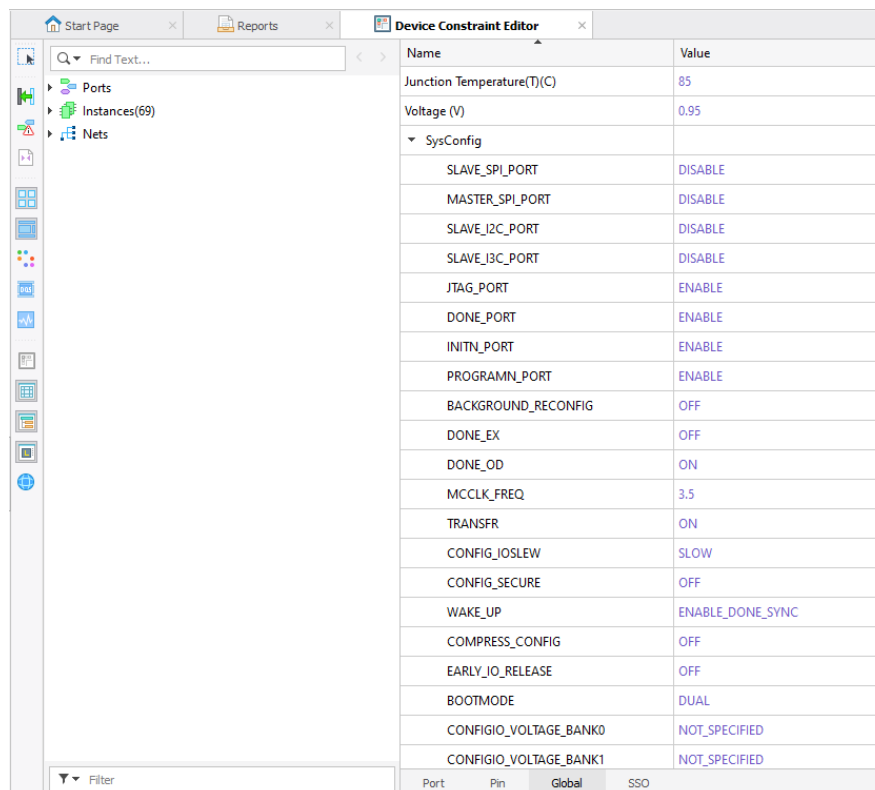 Start Page
Reports
Device Constraint Editor
Find Text...
Ports
Instances(69)
Nets
Filter
Name Value
Junction Temperature(T)(C) 85
Voltage (V) 0.95
SysConfig
SLAVE_SPI_PORT DISABLE
MASTER_SPI_PORT DISABLE
SLAVE_I2C_PORT DISABLE
SLAVE_I3C_PORT DISABLE
JTAG_PORT ENABLE
DONE_PORT ENABLE
INITN_PORT ENABLE
PROGRAMN_PORT ENABLE
BACKGROUND_RECONFIG OFF
DONE_EX OFF
DONE_OD ON
MCCLK_FREQ 3.5
TRANSFR ON
CONFIG_IOSLEW SLOW
CONFIG_SECURE OFF
WAKE_UP ENABLE_DONE_SYNC
COMPRESS_CONFIG OFF
EARLY_IO_RELEASE OFF
BOOTMODE DUAL
CONFIGIO_VOLTAGE_BANK0 NOT_SPECIFIED
CONFIGIO_VOLTAGE_BANK1 NOT_SPECIFIED
Port Pin Global SSO